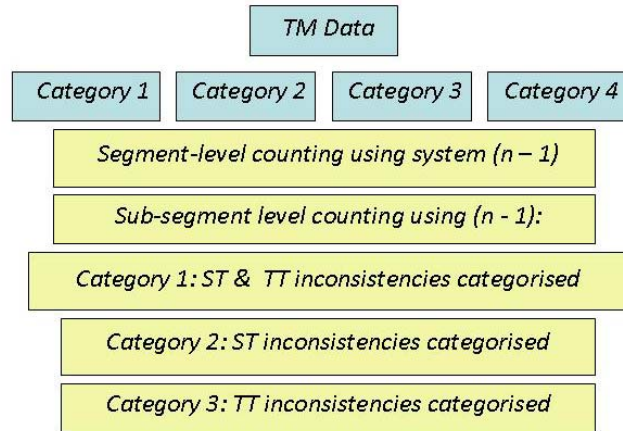 TM Data
Category 1 Category 2 Category 3 Category 4
Segment-level counting using system (n – 1)
Sub-segment level counting using (n - 1):
Category 1: ST & TT inconsistencies categorised
Category 2: ST inconsistencies categorised
Category 3: TT inconsistencies categorised